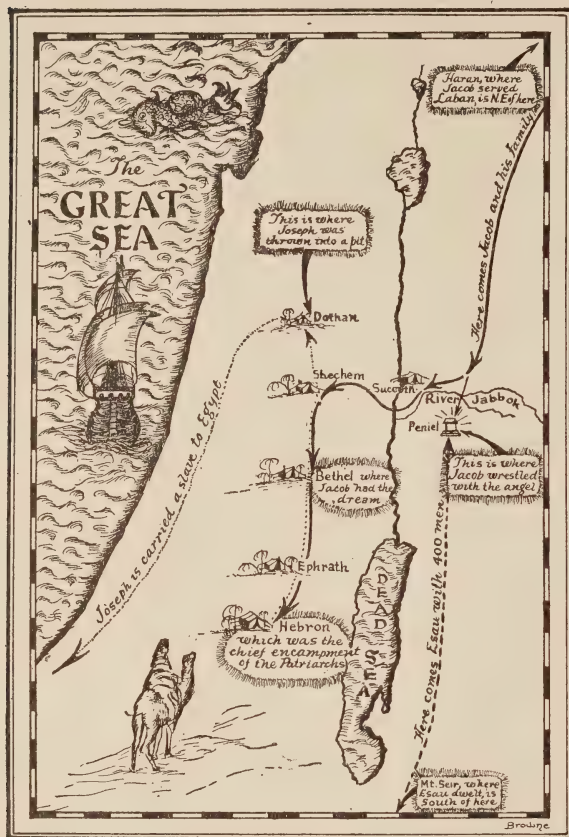 Haran, where
Jacob served
Laban, is N.E of here
The
GREAT
SEA
This is where
Joseph was
thrown into a pit
Here comes Jacob and his Family
Dothan
Shechem
Succoth
River Jabbok
Peniel
Bethel where
Jacob had the
dream
This is where
Jacob wrestled
with the angel
Joseph is carried a slave to Egypt
Ephrath
Hebron
which was the
chief encampment
of the Patriarchs
DEAD SEA
Here comes Esau with 400 men
Mt. Seir, where
Esau dwelt, is
South of here
Browne